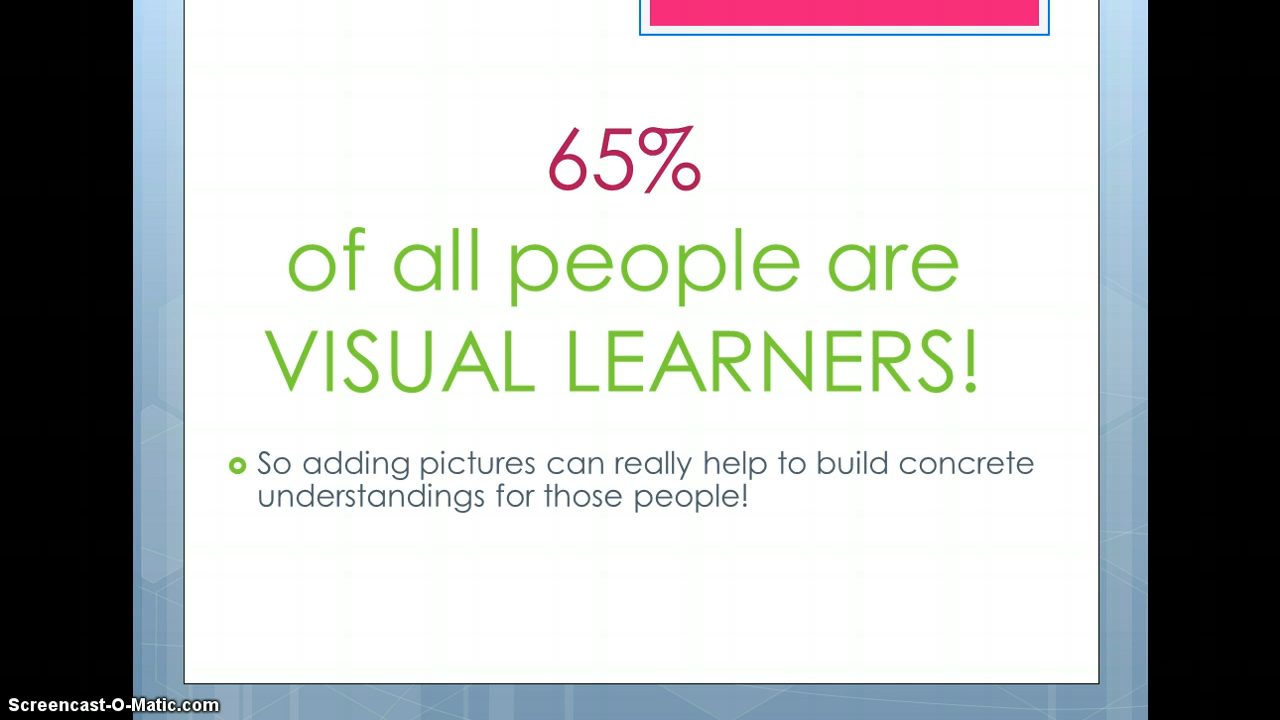 65%
of all people are
VISUAL LEARNERS!
So adding pictures can really help to build concrete
understandings for those people!
Screencast-O-Matic.com